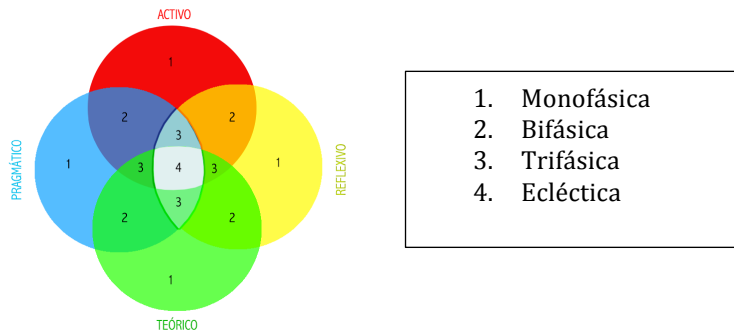 ACTIVO
1
2
2
3
PRAGMÁTICO
1
3
4
3
1
REFLEXIVO
3
2
2
1
TEÓRICO
1. Monofásica
2. Bifásica
3. Trifásica
4. Ecléctica